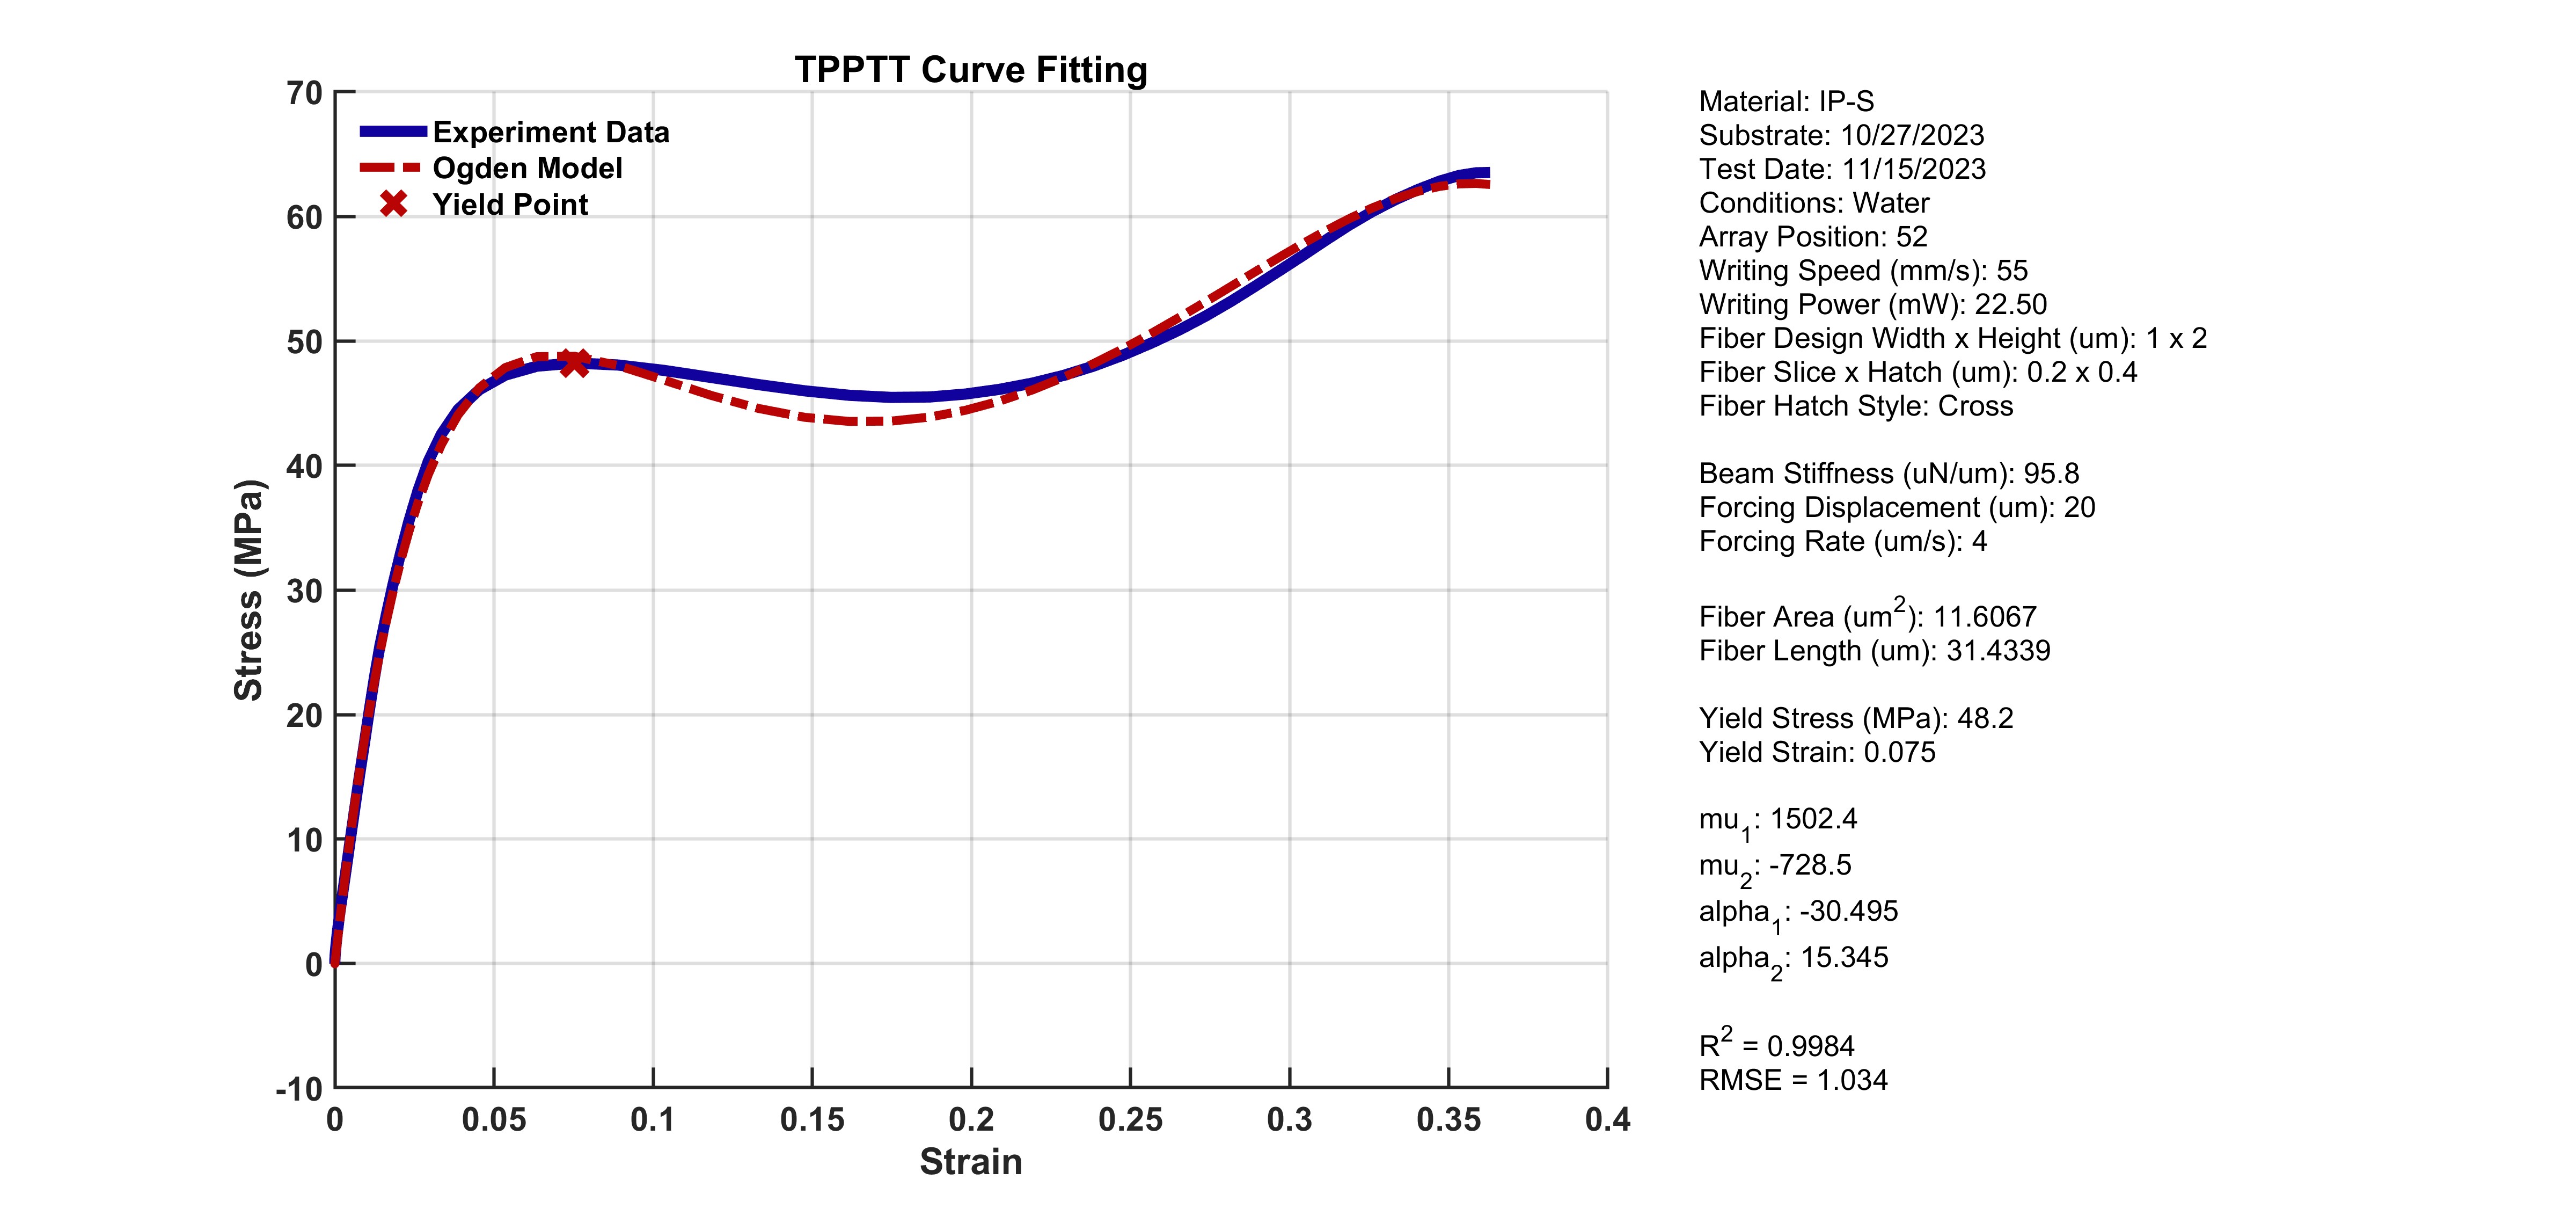 TPPTT Curve Fitting
70
60
50
40
30
20
10
0
-10
Stress (MPa)
Experiment Data
Ogden Model
Yield Point
0 0.05 0.1 0.15 0.2 0.25 0.3 0.35 0.4
Strain
Material: IP-S
Substrate: 10/27/2023
Test Date: 11/15/2023
Conditions: Water
Array Position: 52
Writing Speed (mm/s): 55
Writing Power (mW): 22.50
Fiber Design Width x Height (um): 1 x 2
Fiber Slice x Hatch (um): 0.2 x 0.4
Fiber Hatch Style: Cross
Beam Stiffness (uN/um): 95.8
Forcing Displacement (um): 20
Forcing Rate (um/s): 4
Fiber Area (um²): 11.6067
Fiber Length (um): 31.4339
Yield Stress (MPa): 48.2
Yield Strain: 0.075
mu₁: 1502.4
mu₂: -728.5
alpha₁: -30.495
alpha₂: 15.345
R² = 0.9984
RMSE = 1.034